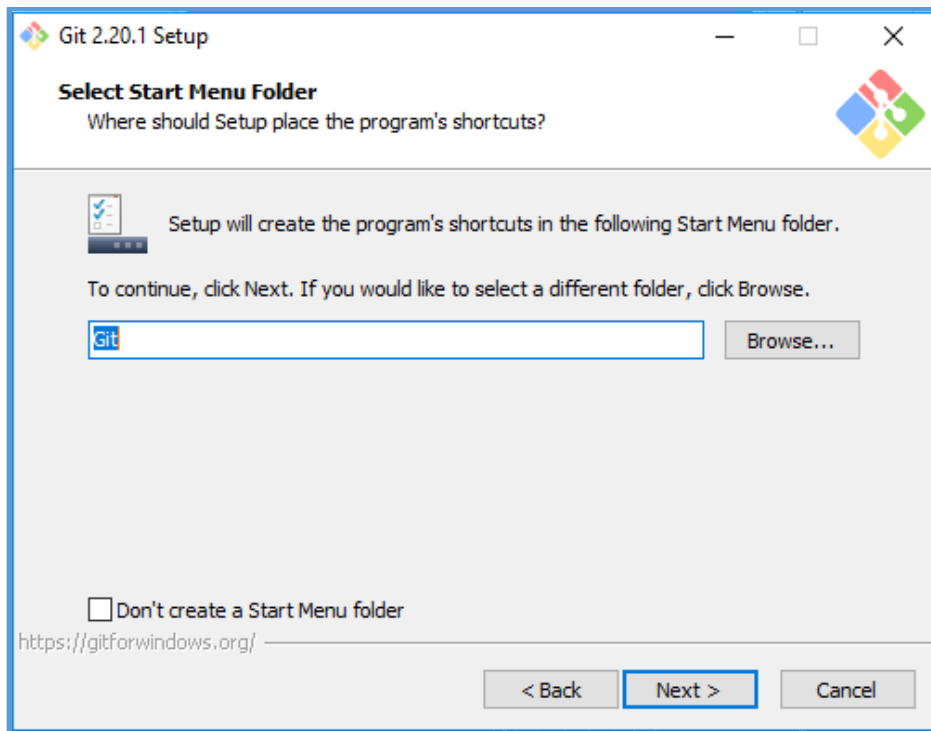 Git 2.20.1 Setup
Select Start Menu Folder
Where should Setup place the program's shortcuts?
Setup will create the program's shortcuts in the following Start Menu folder.
To continue, click Next. If you would like to select a different folder, click Browse.
Git
Browse...
Don't create a Start Menu folder
https://gitforwindows.org/
< Back
Next >
Cancel